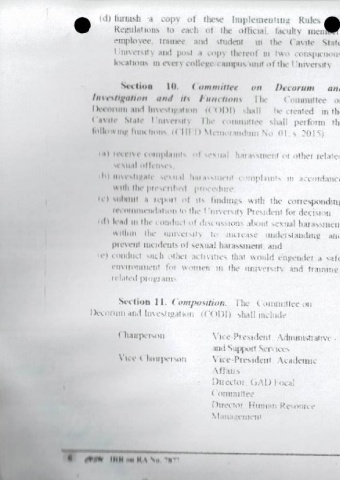 (d) furnish a copy of these Implementing Rules
Regulations to each of the official, faculty member
employee, trainee and student in the Cavite State
University and post a copy thereof in two conspicuous
locations in every college/campus/unit of the University
Section 10. Committee on Decorum and
Investigation and its Functions The Committee on
Decorum and Investigation (CODI) shall be created in the
Cavite State University The committee shall perform the
following functions, (CHED Memorandum No. 01, s. 2015)
(a) receive complaints of sexual harassment or other related
sexual offenses,
(b) investigate sexual harassment complaints in accordance
with the prescribed procedure
(c) submit a report of its findings with the corresponding
recommendation to the University President for decision
(d) lead in the conduct of discussions about sexual harassment
within the university to increase understanding and
prevent incidents of sexual harassment, and
(e) conduct such other activities that would engender a safe
environment for women in the university and training
related programs
Section 11. Composition. The Committee on
Decorum and Investigation (CODI) shall include
Chairperson Vice-President, Administrative
and Support Services
Vice Chairperson Vice-President, Academic
Affairs
Director, GAD Focal
Committee
Director, Human Resource
Management
6 IRR on RA No. 7877